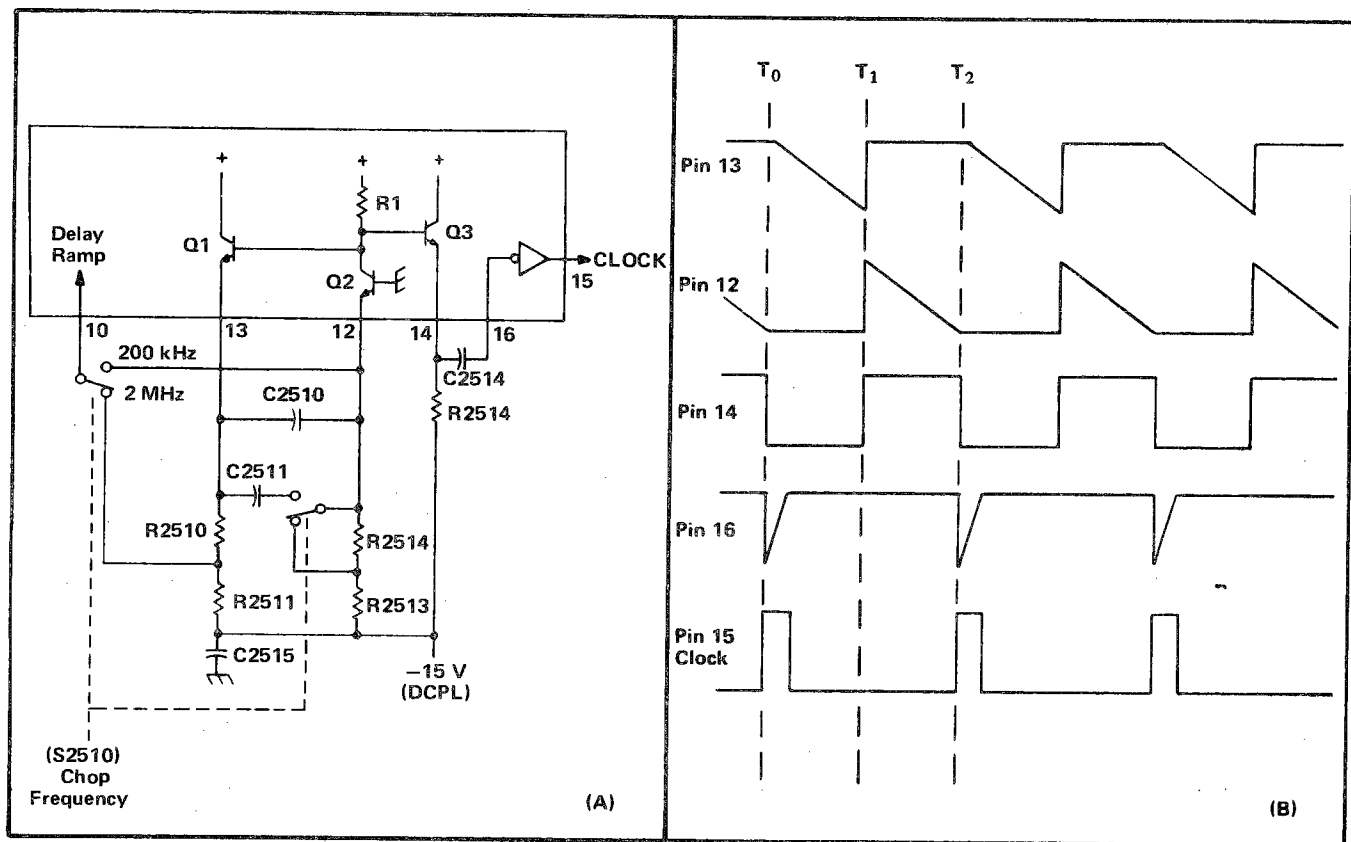 +
+
+
R1
Q1
Q3
Delay
Ramp
Q2
CLOCK
15
10
13
12
14
16
200 kHz
2 MHz
C2514
C2510
R2514
C2511
R2510
R2514
R2511
R2513
C2515
−15 V
(DCPL)
(S2510)
Chop
Frequency
(A)
T0
T1
T2
Pin 13
Pin 12
Pin 14
Pin 16
Pin 15
Clock
(B)